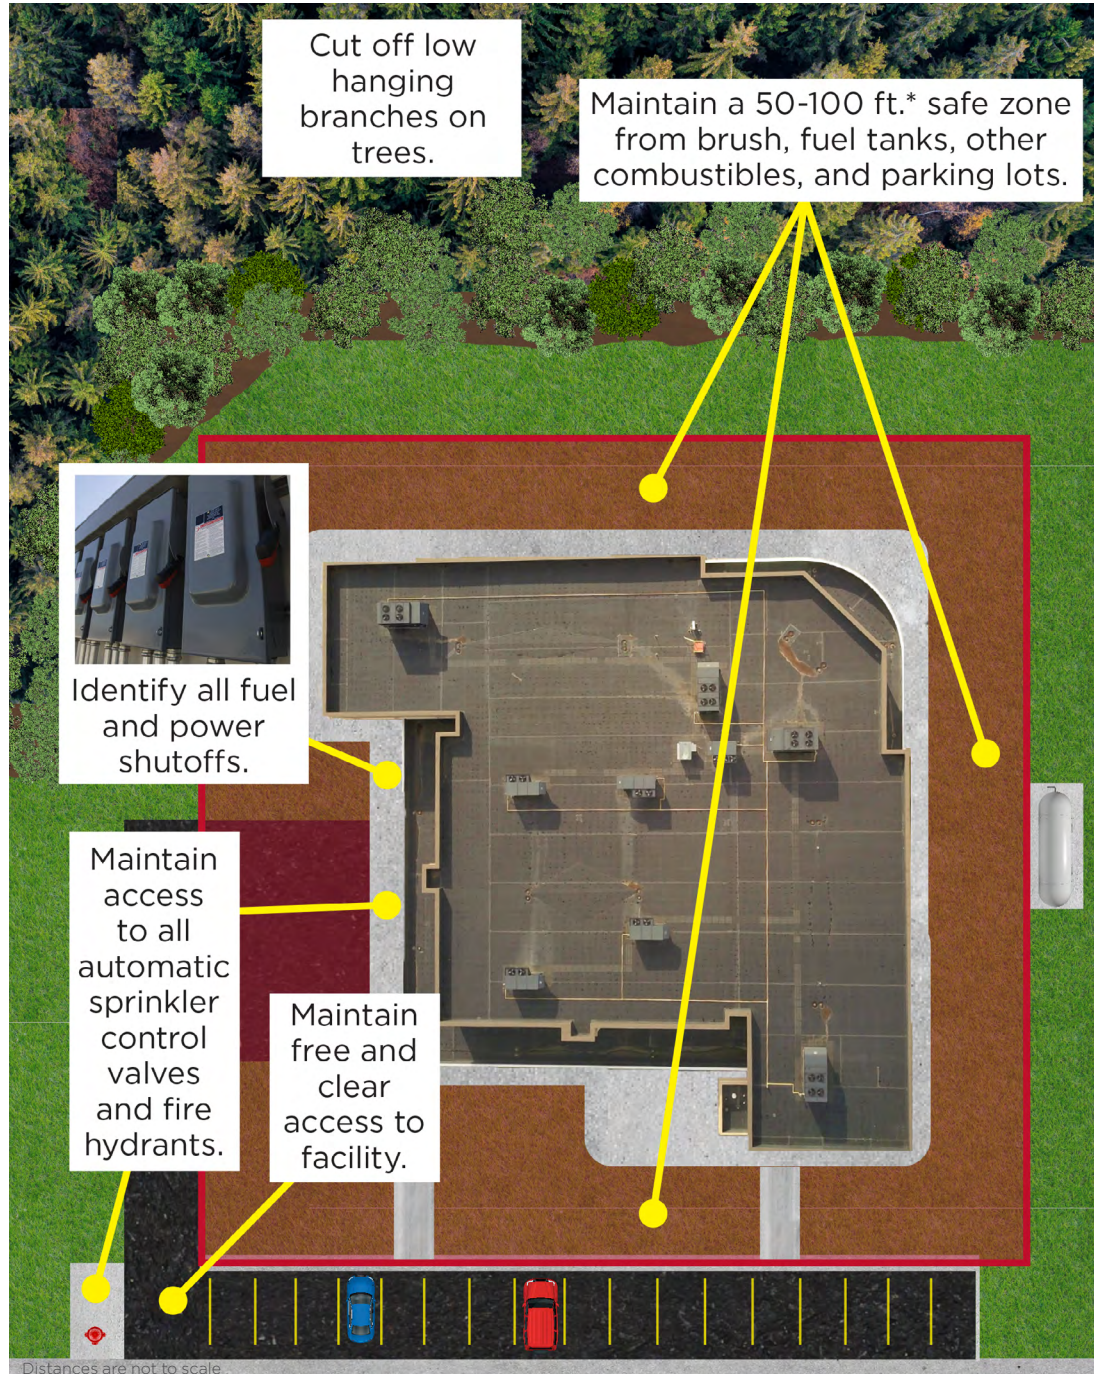 Cut off low
hanging
branches on
trees.
Maintain a 50-100 ft.* safe zone
from brush, fuel tanks, other
combustibles, and parking lots.
Identify all fuel
and power
shutoffs.
Maintain
access
to all
automatic
sprinkler
control
valves
and fire
hydrants.
Maintain
free and
clear
access to
facility.
Distances are not to scale